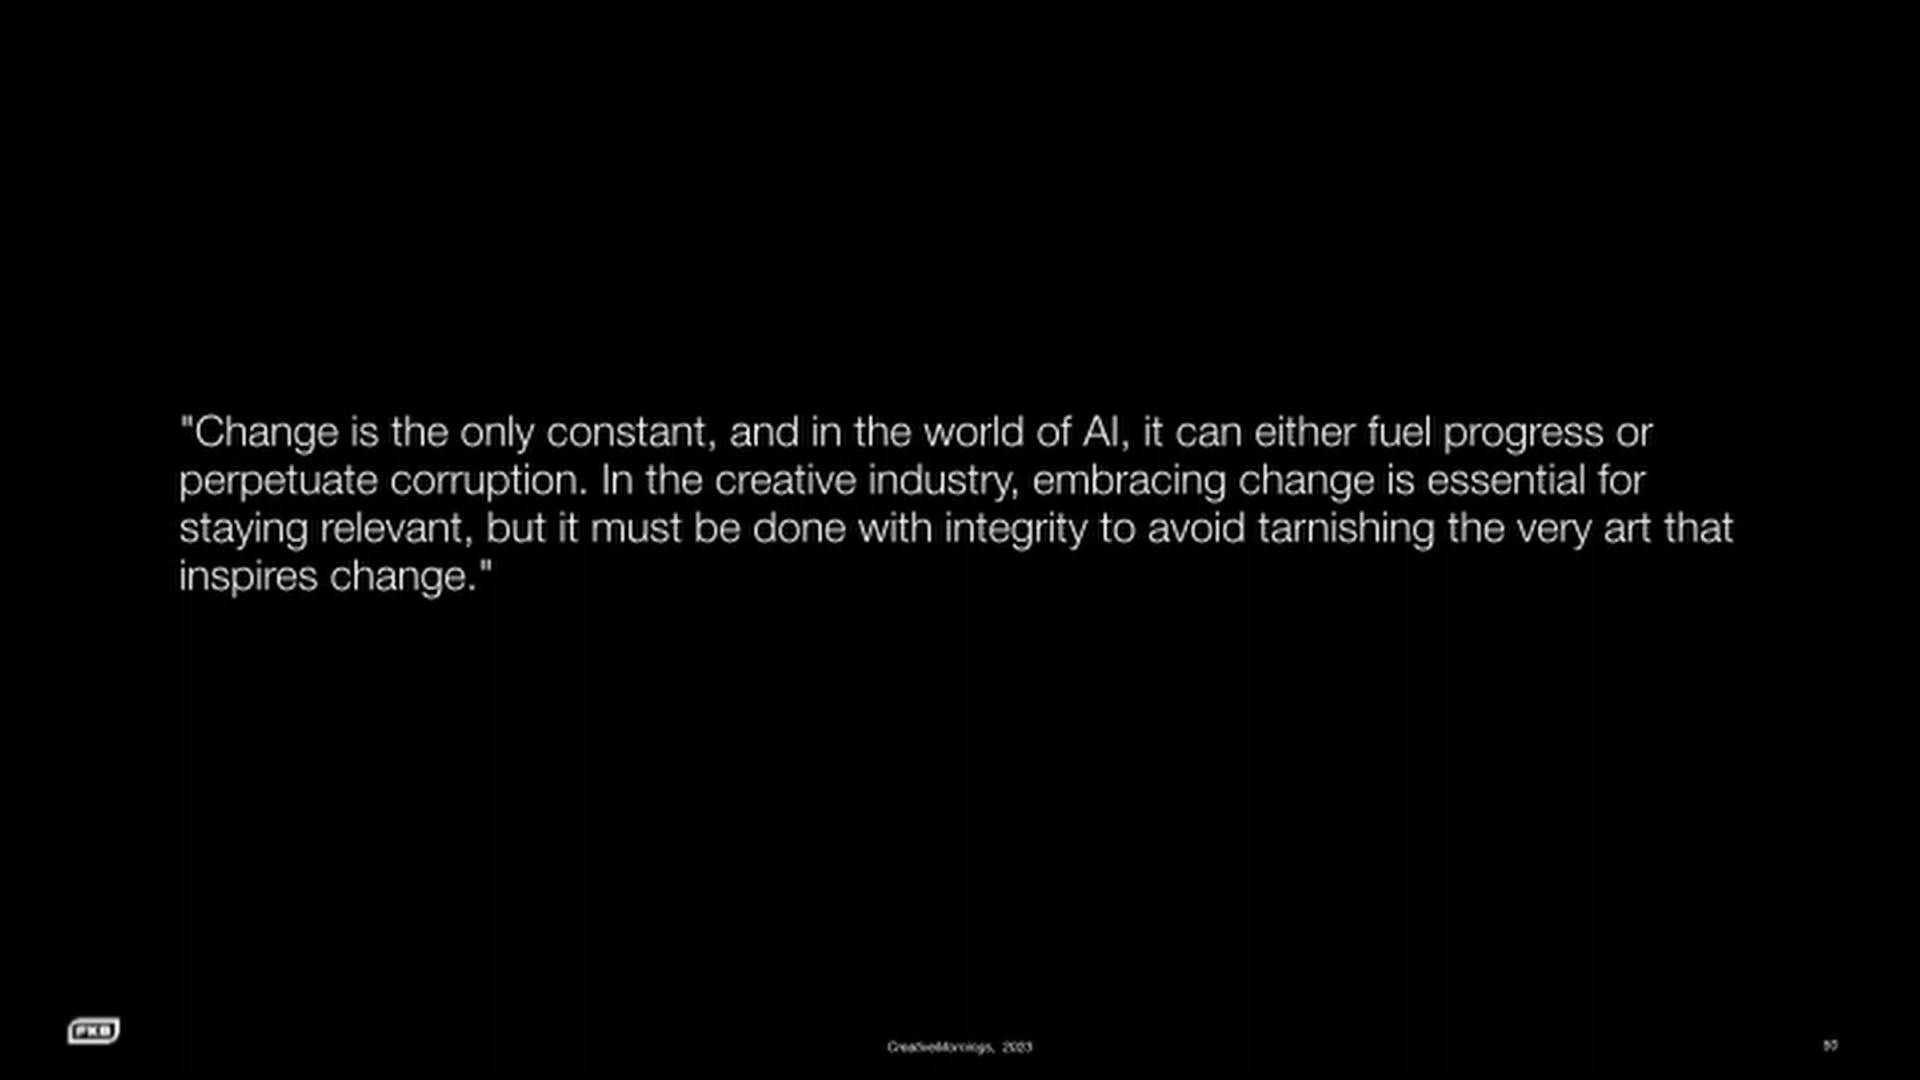 "Change is the only constant, and in the world of AI, it can either fuel progress or
perpetuate corruption. In the creative industry, embracing change is essential for
staying relevant, but it must be done with integrity to avoid tarnishing the very art that
inspires change."
FKB
CreativeMornings, 2023